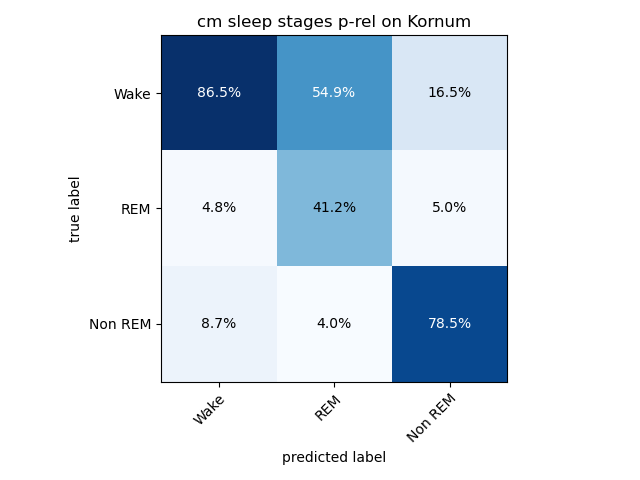 cm sleep stages p-rel on Kornum
Wake 86.5% 54.9% 16.5%
REM 4.8% 41.2% 5.0%
Non REM 8.7% 4.0% 78.5%
true label
Wake REM Non REM
predicted label